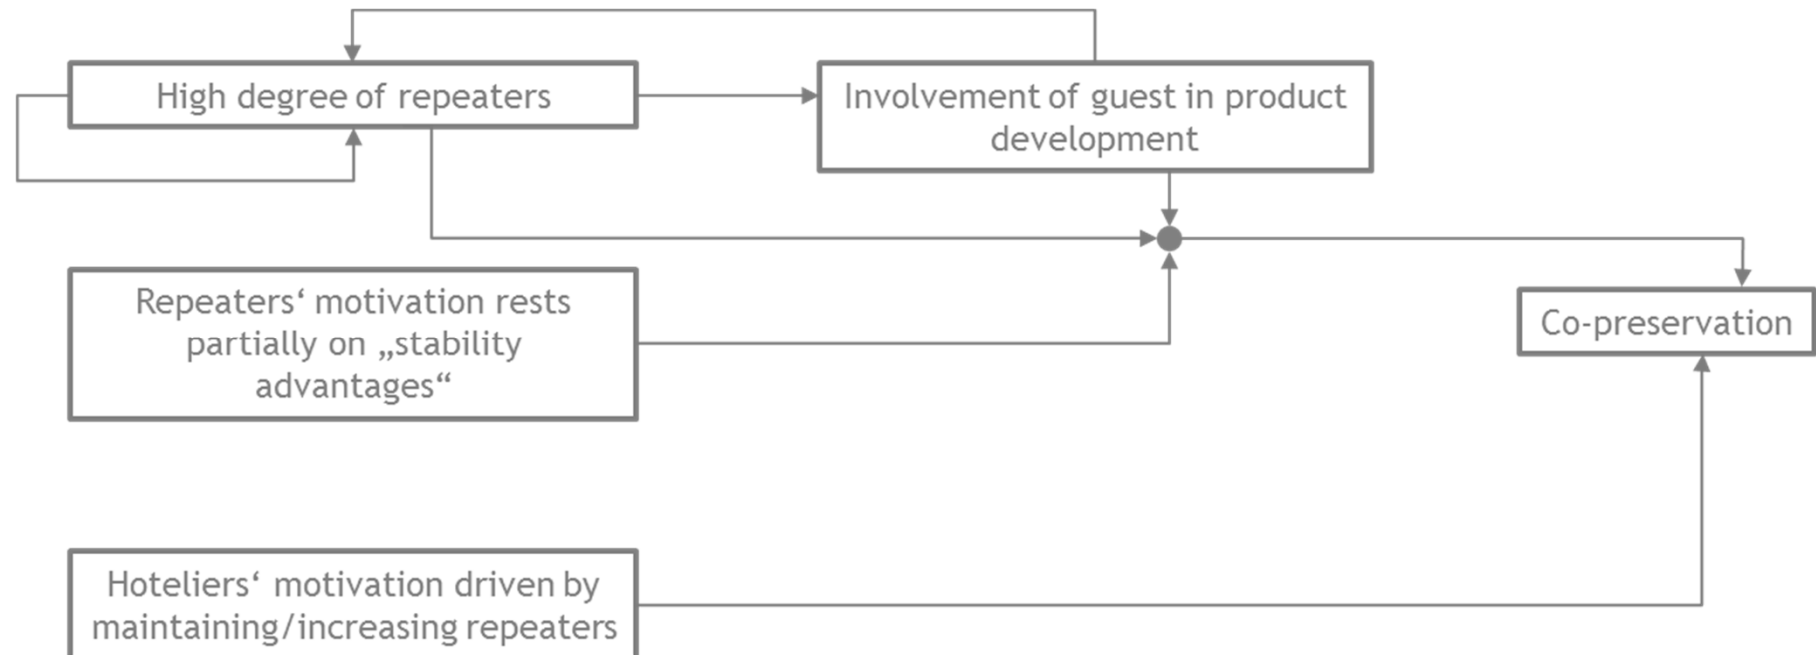 High degree of repeaters
Involvement of guest in product
development
Repeaters‘ motivation rests
partially on „stability
advantages“
Co-preservation
Hoteliers‘ motivation driven by
maintaining/increasing repeaters